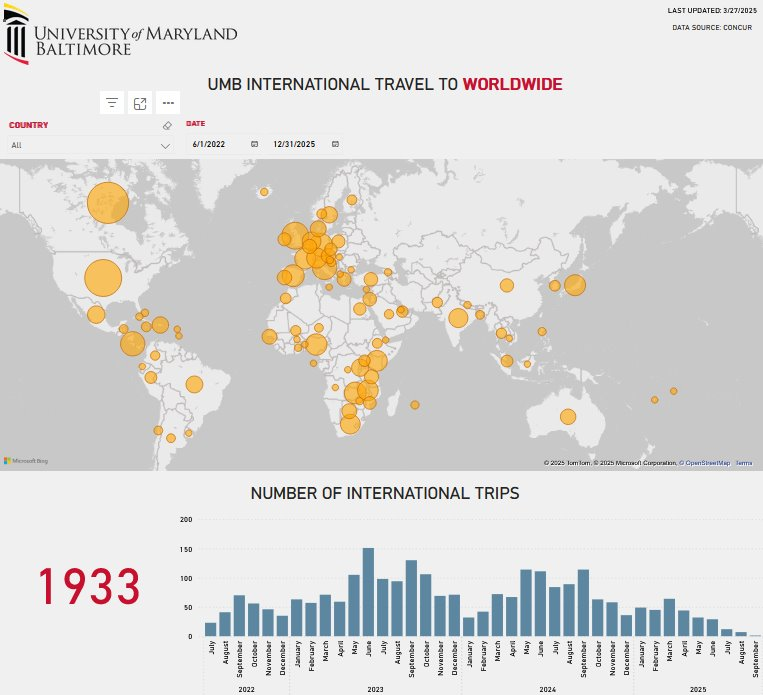 UNIVERSITY of MARYLAND
BALTIMORE
LAST UPDATED: 3/27/2025
DATA SOURCE: CONCUR
UMB INTERNATIONAL TRAVEL TO WORLDWIDE
COUNTRY
All
DATE
6/1/2022
12/31/2025
Microsoft Bing
© 2025 TomTom, © 2025 Microsoft Corporation, © OpenStreetMap Terms
NUMBER OF INTERNATIONAL TRIPS
1933
200
150
100
50
0
July August September October November December January February March April May June July August September October November December January February March April May June July August September October November December January February March April May June July August September
2022 2023 2024 2025